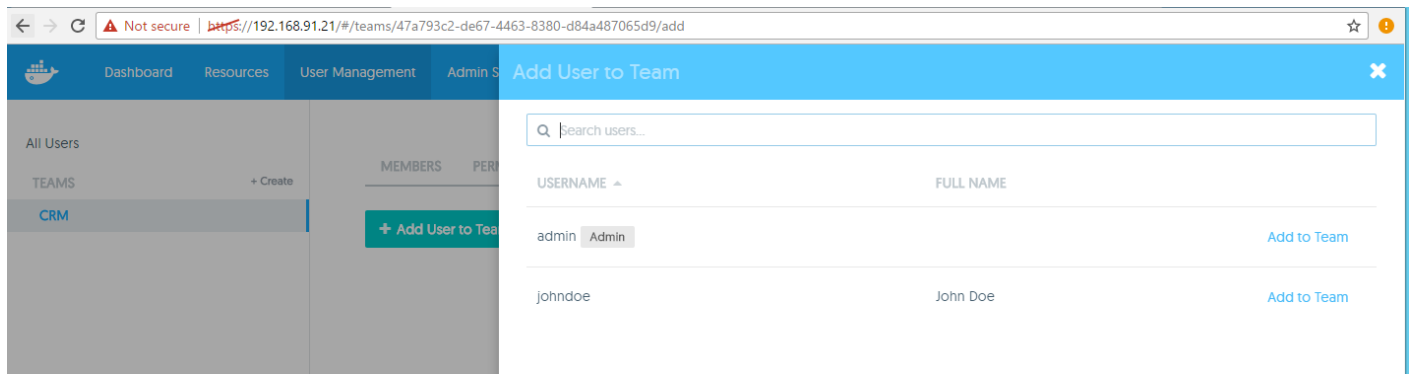 Not secure | https://192.168.91.21/#/teams/47a793c2-de67-4463-8380-d84a487065d9/add
Dashboard Resources User Management Admin S
Add User to Team
All Users
TEAMS + Create
CRM
MEMBERS PERM
+ Add User to Tea
Search users...
USERNAME FULL NAME
admin Admin Add to Team
johndoe John Doe Add to Team